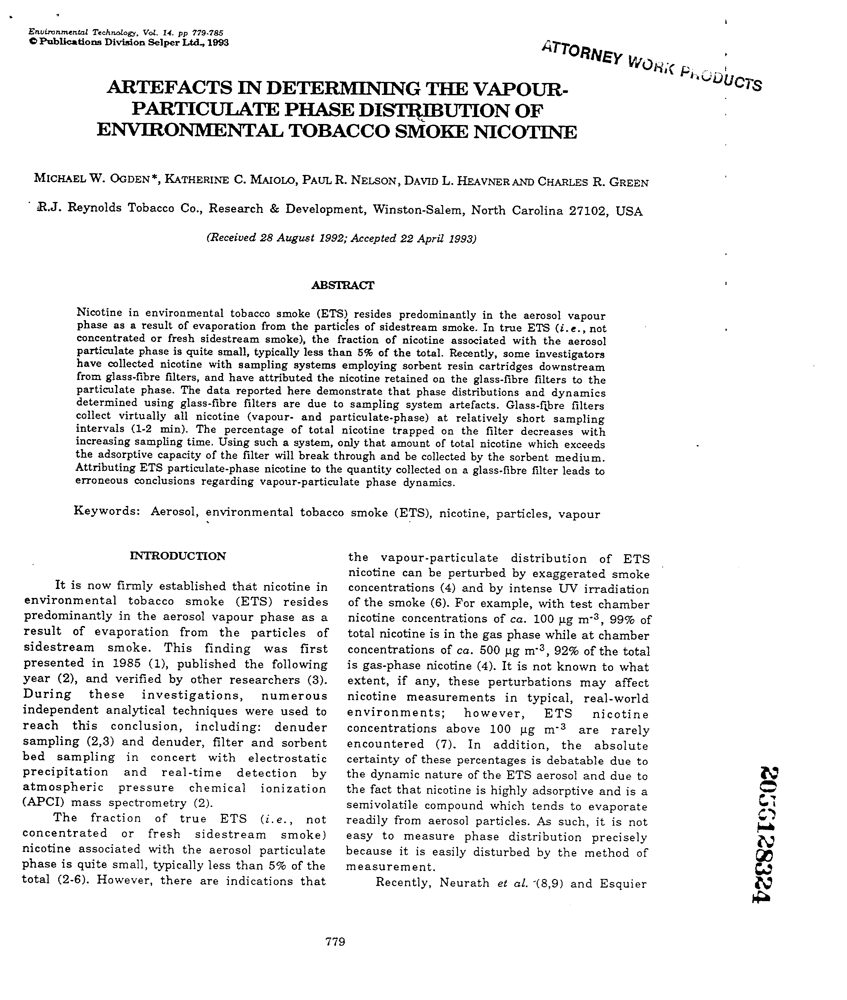 Environmental Technology, Vol. 14. pp 779-785
© Publications Division Selper Ltd., 1993
ATTORNEY WORK PRODUCTS
ARTEFACTS IN DETERMINING THE VAPOUR-
PARTICULATE PHASE DISTRIBUTION OF
ENVIRONMENTAL TOBACCO SMOKE NICOTINE
MICHAEL W. OGDEN*, KATHERINE C. MAIOLO, PAUL R. NELSON, DAVID L. HEAVNER AND CHARLES R. GREEN
R.J. Reynolds Tobacco Co., Research & Development, Winston-Salem, North Carolina 27102, USA
(Received 28 August 1992; Accepted 22 April 1993)
ABSTRACT
Nicotine in environmental tobacco smoke (ETS) resides predominantly in the aerosol vapour
phase as a result of evaporation from the particles of sidestream smoke. In true ETS (i.e., not
concentrated or fresh sidestream smoke), the fraction of nicotine associated with the aerosol
particulate phase is quite small, typically less than 5% of the total. Recently, some investigators
have collected nicotine with sampling systems employing sorbent resin cartridges downstream
from glass-fibre filters, and have attributed the nicotine retained on the glass-fibre filters to the
particulate phase. The data reported here demonstrate that phase distributions and dynamics
determined using glass-fibre filters are due to sampling system artefacts. Glass-fibre filters
collect virtually all nicotine (vapour- and particulate-phase) at relatively short sampling
intervals (1-2 min). The percentage of total nicotine trapped on the filter decreases with
increasing sampling time. Using such a system, only that amount of total nicotine which exceeds
the adsorptive capacity of the filter will break through and be collected by the sorbent medium.
Attributing ETS particulate-phase nicotine to the quantity collected on a glass-fibre filter leads to
erroneous conclusions regarding vapour-particulate phase dynamics.
Keywords: Aerosol, environmental tobacco smoke (ETS), nicotine, particles, vapour
INTRODUCTION
It is now firmly established that nicotine in
environmental tobacco smoke (ETS) resides
predominantly in the aerosol vapour phase as a
result of evaporation from the particles of
sidestream smoke. This finding was first
presented in 1985 (1), published the following
year (2), and verified by other researchers (3).
During these investigations, numerous
independent analytical techniques were used to
reach this conclusion, including: denuder
sampling (2,3) and denuder, filter and sorbent
bed sampling in concert with electrostatic
precipitation and real-time detection by
atmospheric pressure chemical ionization
(APCI) mass spectrometry (2).
The fraction of true ETS (i.e., not
concentrated or fresh sidestream smoke)
nicotine associated with the aerosol particulate
phase is quite small, typically less than 5% of the
total (2-6). However, there are indications that
the vapour-particulate distribution of ETS
nicotine can be perturbed by exaggerated smoke
concentrations (4) and by intense UV irradiation
of the smoke (6). For example, with test chamber
nicotine concentrations of ca. 100 µg m-3, 99% of
total nicotine is in the gas phase while at chamber
concentrations of ca. 500 µg m-3, 92% of the total
is gas-phase nicotine (4). It is not known to what
extent, if any, these perturbations may affect
nicotine measurements in typical, real-world
environments; however, ETS nicotine
concentrations above 100 µg m-3 are rarely
encountered (7). In addition, the absolute
certainty of these percentages is debatable due to
the dynamic nature of the ETS aerosol and due to
the fact that nicotine is highly adsorptive and is a
semivolatile compound which tends to evaporate
readily from aerosol particles. As such, it is not
easy to measure phase distribution precisely
because it is easily disturbed by the method of
measurement.
Recently, Neurath et al. (8,9) and Esquier
779
2055128324